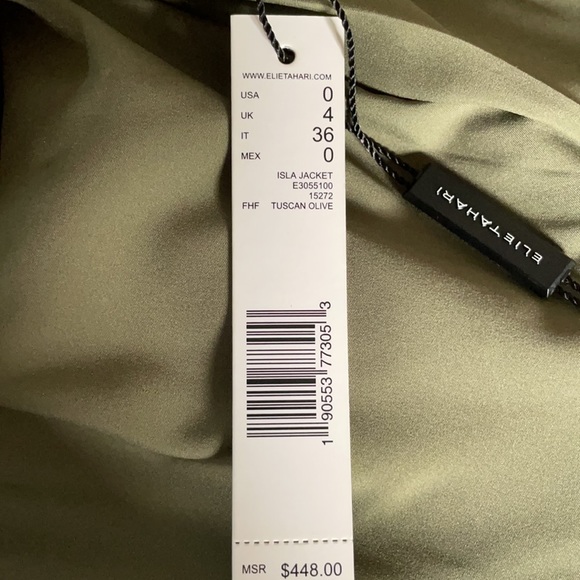 WWW.ELIETAHARI.COM
USA 0
UK 4
IT 36
MEX 0
ISLA JACKET
E3055100
15272
FHF TUSCAN OLIVE
1 90553 77305 3
MSR $448.00
ELIETAHARI